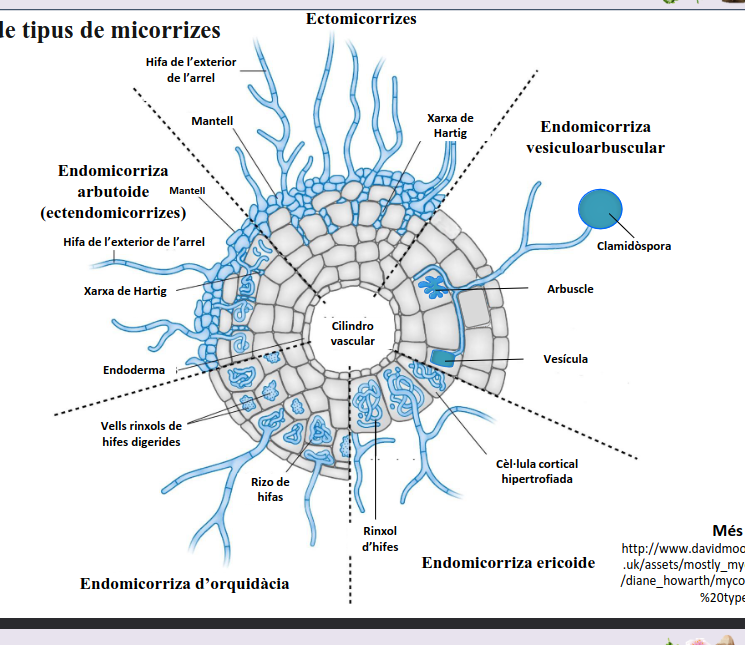 de tipus de micorrizes
Ectomicorrizes
Hifa de l’exterior
de l’arrel
Mantell
Xarxa de
Hartig
Endomicorriza
vesiculoarbuscular
Endomicorriza
arbutoide
(ectendomicorrizes)
Mantell
Hifa de l’exterior de l’arrel
Xarxa de Hartig
Clamidòspora
Arbuscle
Cilindro
vascular
Vesícula
Endoderma
Vells rinxols de
hifes digerides
Rizo de
hifas
Cèl·lula cortical
hipertrofiada
Rinxol
d’hifes
Endomicorriza ericoide
Endomicorriza d’orquidàcia
Més
http://www.davidmoo
.uk/assets/mostly_my
/diane_howarth/myco
%20type